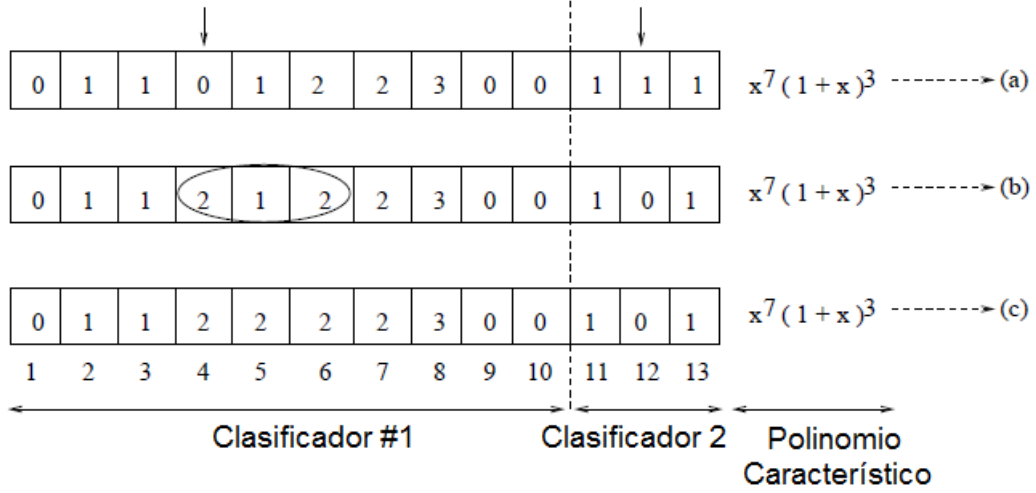 0 1 1 0 1 2 2 3 0 0 1 1 1 x⁷ (1 + x)³ (a)
0 1 1 2 1 2 2 3 0 0 1 0 1 x⁷ (1 + x)³ (b)
0 1 1 2 2 2 2 3 0 0 1 0 1 x⁷ (1 + x)³ (c)
1 2 3 4 5 6 7 8 9 10 11 12 13
Clasificador #1 Clasificador 2 Polinomio
Característico